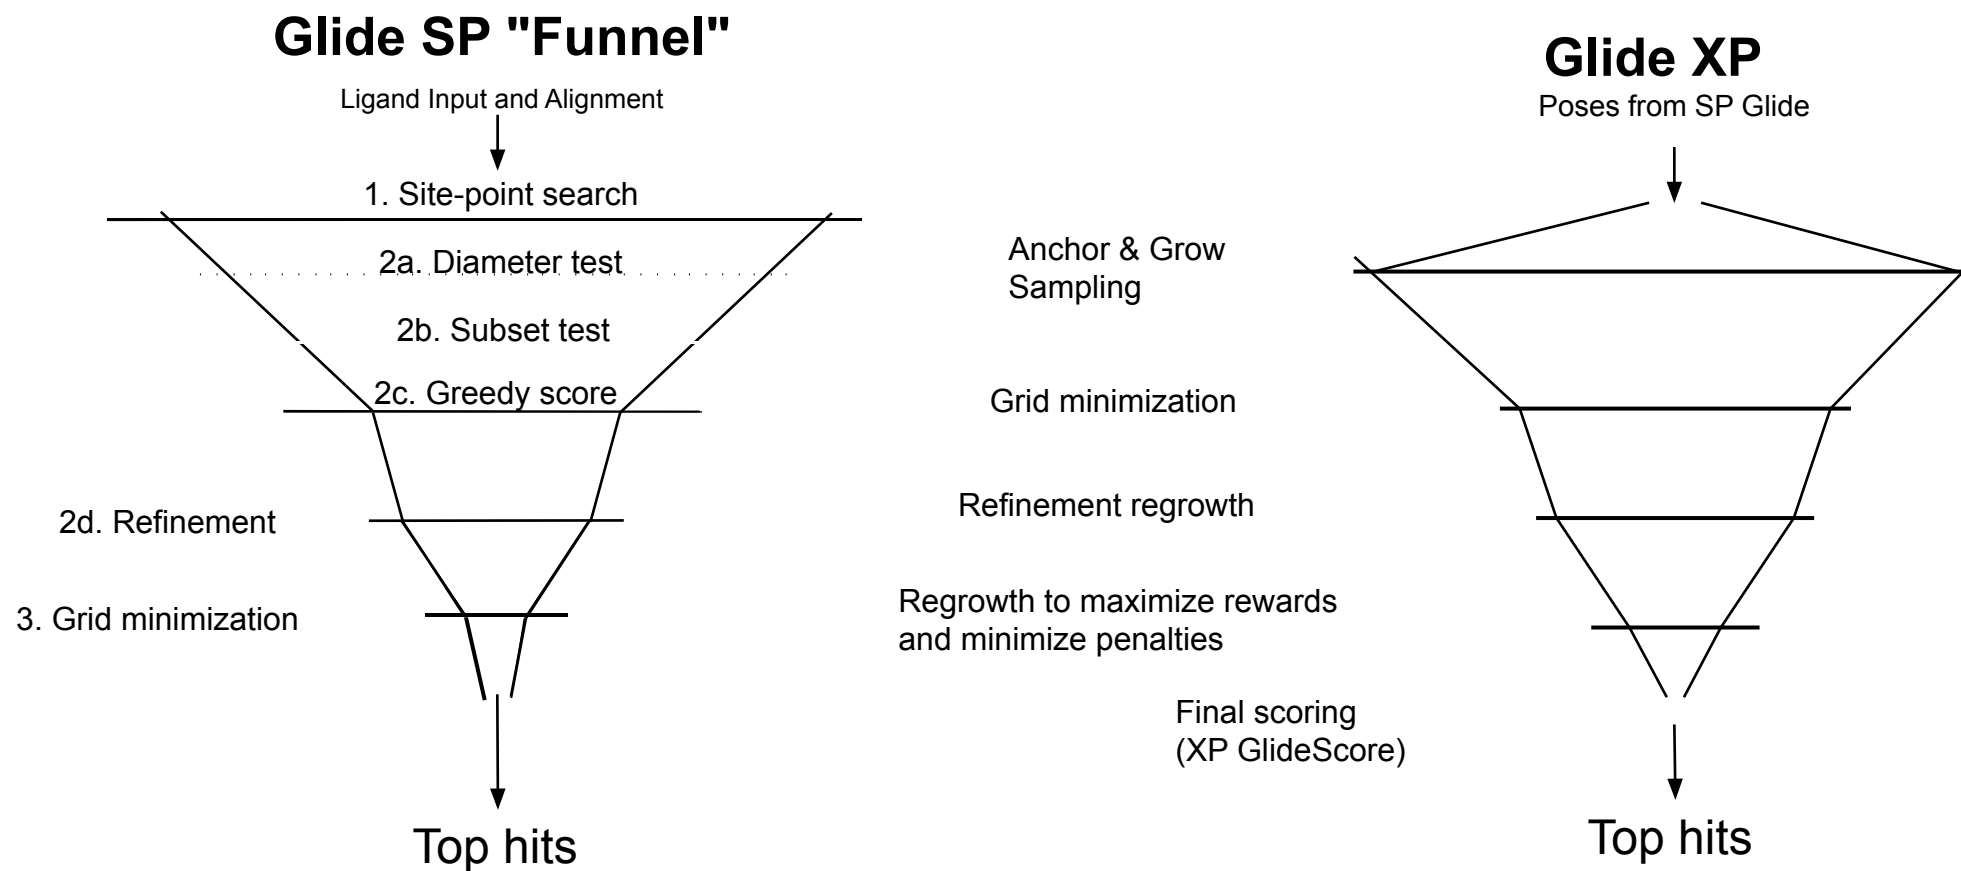 Glide SP "Funnel"
Ligand Input and Alignment
1. Site-point search
2a. Diameter test
2b. Subset test
2c. Greedy score
2d. Refinement
3. Grid minimization
Top hits
Glide XP
Poses from SP Glide
Anchor & Grow
Sampling
Grid minimization
Refinement regrowth
Regrowth to maximize rewards
and minimize penalties
Final scoring
(XP GlideScore)
Top hits